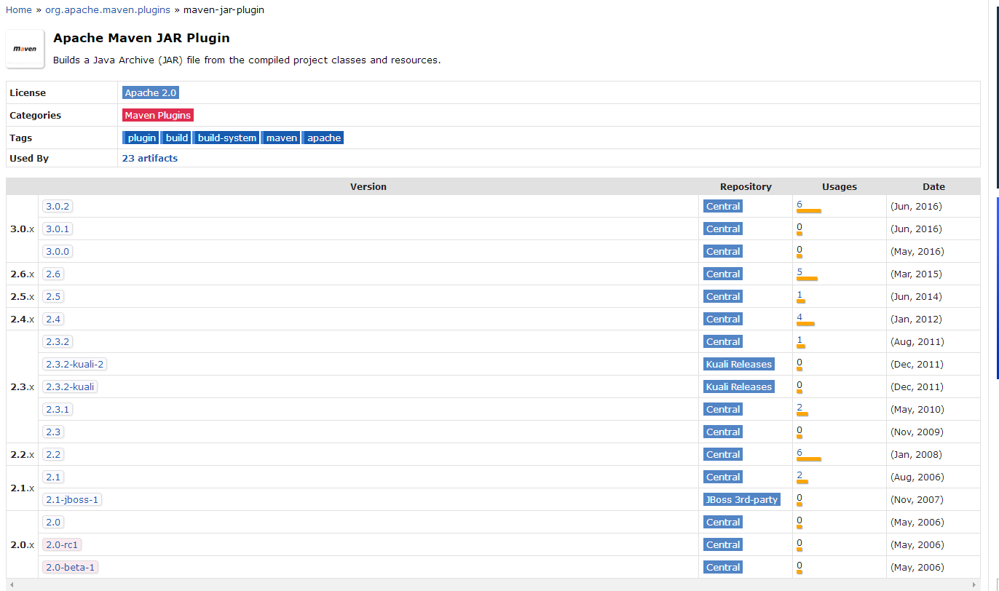 Home » org.apache.maven.plugins » maven-jar-plugin
maven
Apache Maven JAR Plugin
Builds a Java Archive (JAR) file from the compiled project classes and resources.
License Apache 2.0
Categories Maven Plugins
Tags plugin build build-system maven apache
Used By 23 artifacts
Version Repository Usages Date
3.0.x
3.0.2 Central 6 (Jun, 2016)
3.0.1 Central 0 (Jun, 2016)
3.0.0 Central 0 (May, 2016)
2.6.x 2.6 Central 5 (Mar, 2015)
2.5.x 2.5 Central 1 (Jun, 2014)
2.4.x 2.4 Central 4 (Jan, 2012)
2.3.x
2.3.2 Central 1 (Aug, 2011)
2.3.2-kuali-2 Kuali Releases 0 (Dec, 2011)
2.3.2-kuali Kuali Releases 0 (Dec, 2011)
2.3.1 Central 2 (May, 2010)
2.3 Central 0 (Nov, 2009)
2.2.x 2.2 Central 6 (Jan, 2008)
2.1.x
2.1 Central 2 (Aug, 2006)
2.1-jboss-1 JBoss 3rd-party 0 (Nov, 2007)
2.0.x
2.0 Central 0 (May, 2006)
2.0-rc1 Central 0 (May, 2006)
2.0-beta-1 Central 0 (May, 2006)